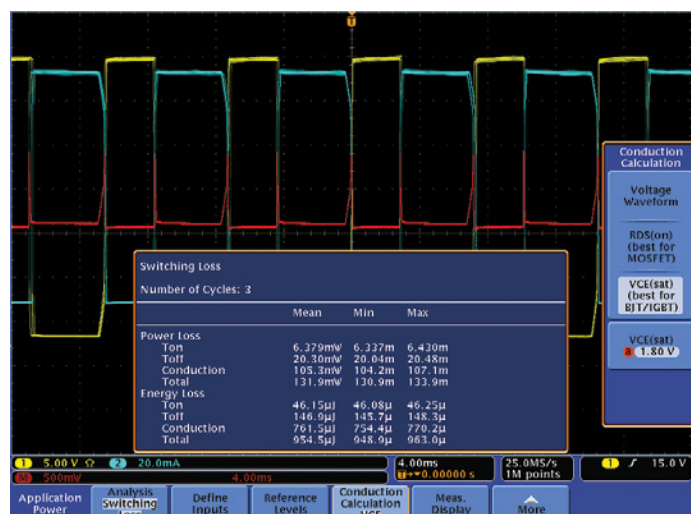 T
Conduction
Calculation
Voltage
Waveform
RDS(on)
(best for
MOSFET)
VCE(sat)
(best for
BJT/IGBT)
VCE(sat)
a 1.80 V
Switching Loss
Number of Cycles: 3
Mean Min Max
Power Loss
Ton 6.379mW 6.337m 6.430m
Toff 20.30mW 20.04m 20.48m
Conduction 105.3mW 104.2m 107.1m
Total 131.9mW 130.9m 133.9m
Energy Loss
Ton 46.15µJ 46.08µ 46.25µ
Toff 146.9µJ 145.7µ 148.3µ
Conduction 761.5µJ 754.4µ 770.2µ
Total 954.5µJ 948.9µ 963.0µ
1 5.00 V Ω 2 20.0mA 4.00ms 25.0MS/s 1 15.0 V
M 500mW 4.00ms T 0.00000 s 1M points
Application
Power
Analysis
Switching
Loss
Define
Inputs
Reference
Levels
Conduction
Calculation
VCE
Meas.
Display
More